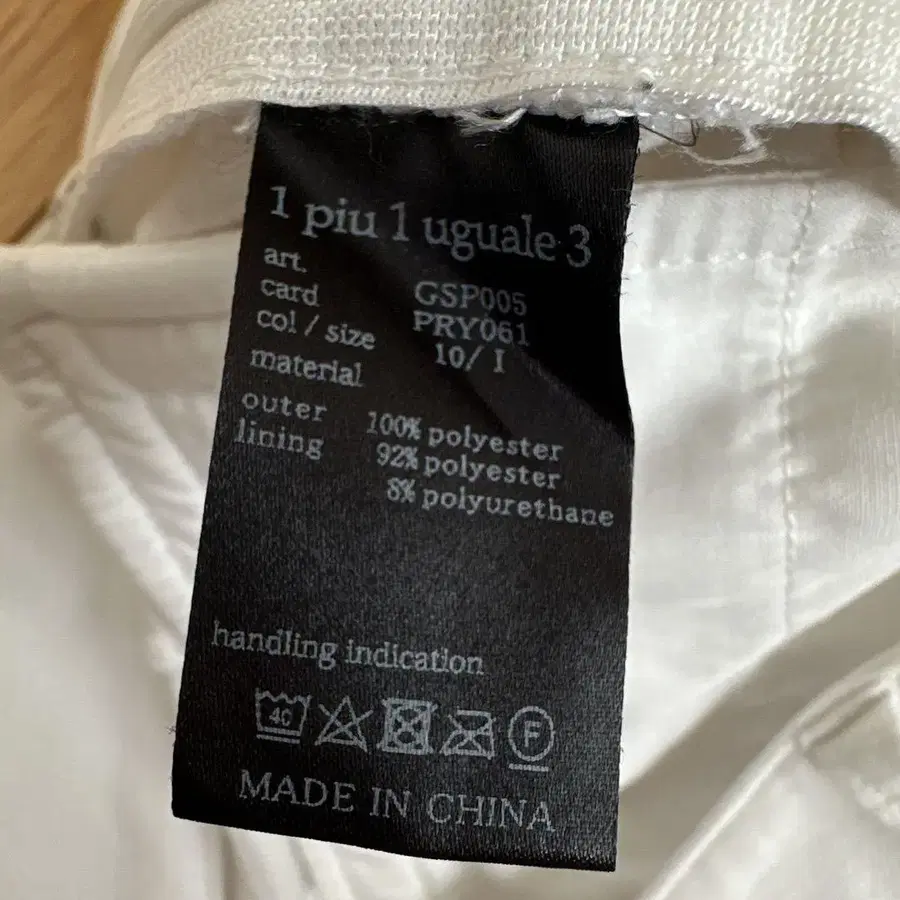 1 piu 1 uguale 3
art. GSP005
card PRY061
col / size 10/ I
material
outer 100% polyester
lining 92% polyester
8% polyurethane
handling indication
40 F
MADE IN CHINA